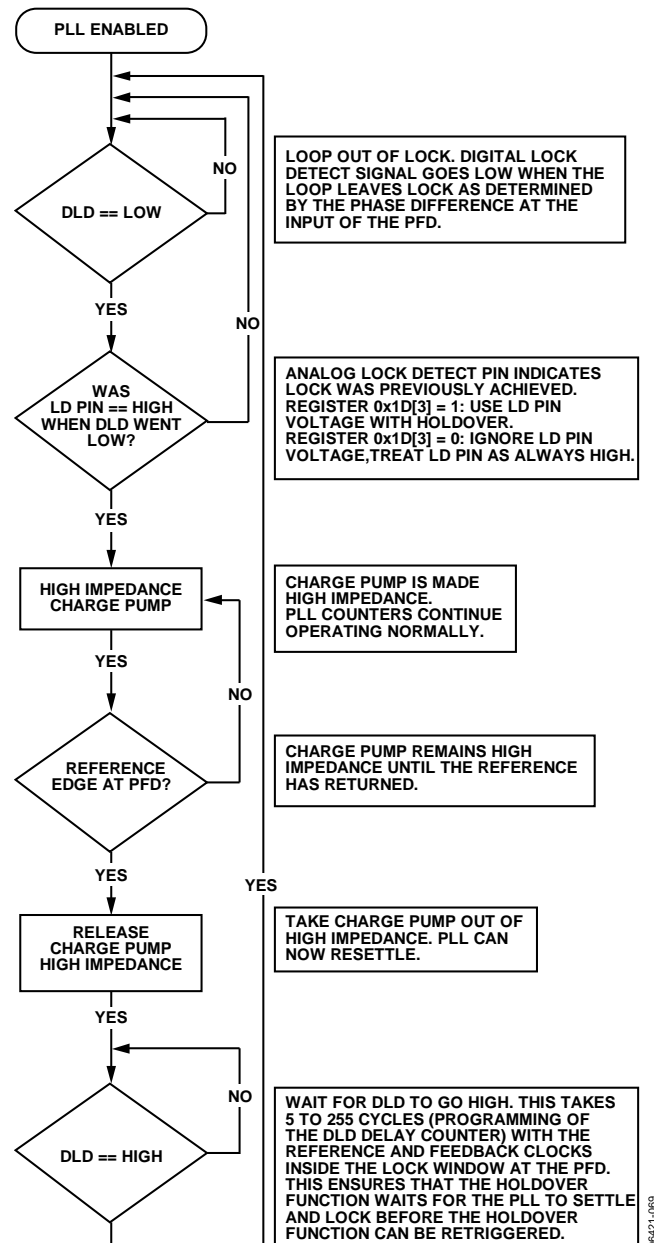 PLL ENABLED
NO
DLD == LOW
LOOP OUT OF LOCK. DIGITAL LOCK
DETECT SIGNAL GOES LOW WHEN THE
LOOP LEAVES LOCK AS DETERMINED
BY THE PHASE DIFFERENCE AT THE
INPUT OF THE PFD.
YES
NO
WAS
LD PIN == HIGH
WHEN DLD WENT
LOW?
ANALOG LOCK DETECT PIN INDICATES
LOCK WAS PREVIOUSLY ACHIEVED.
REGISTER 0x1D[3] = 1: USE LD PIN
VOLTAGE WITH HOLDOVER.
REGISTER 0x1D[3] = 0: IGNORE LD PIN
VOLTAGE,TREAT LD PIN AS ALWAYS HIGH.
YES
HIGH IMPEDANCE
CHARGE PUMP
CHARGE PUMP IS MADE
HIGH IMPEDANCE.
PLL COUNTERS CONTINUE
OPERATING NORMALLY.
YES
NO
REFERENCE
EDGE AT PFD?
CHARGE PUMP REMAINS HIGH
IMPEDANCE UNTIL THE REFERENCE
HAS RETURNED.
YES
YES
RELEASE
CHARGE PUMP
HIGH IMPEDANCE
TAKE CHARGE PUMP OUT OF
HIGH IMPEDANCE. PLL CAN
NOW RESETTLE.
YES
NO
DLD == HIGH
WAIT FOR DLD TO GO HIGH. THIS TAKES
5 TO 255 CYCLES (PROGRAMMING OF
THE DLD DELAY COUNTER) WITH THE
REFERENCE AND FEEDBACK CLOCKS
INSIDE THE LOCK WINDOW AT THE PFD.
THIS ENSURES THAT THE HOLDOVER
FUNCTION WAITS FOR THE PLL TO SETTLE
AND LOCK BEFORE THE HOLDOVER
FUNCTION CAN BE RETRIGGERED.
06421-069